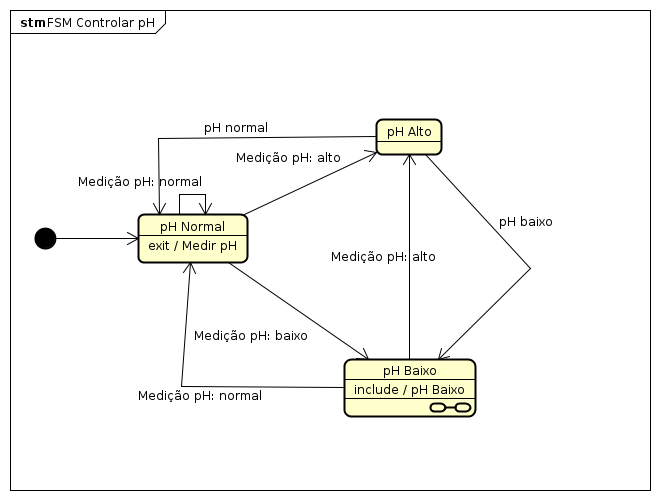 stm FSM Controlar pH
pH Alto
pH normal
Medição pH: alto
Medição pH: normal
pH Normal
exit / Medir pH
pH baixo
Medição pH: alto
Medição pH: baixo
pH Baixo
include / pH Baixo
Medição pH: normal